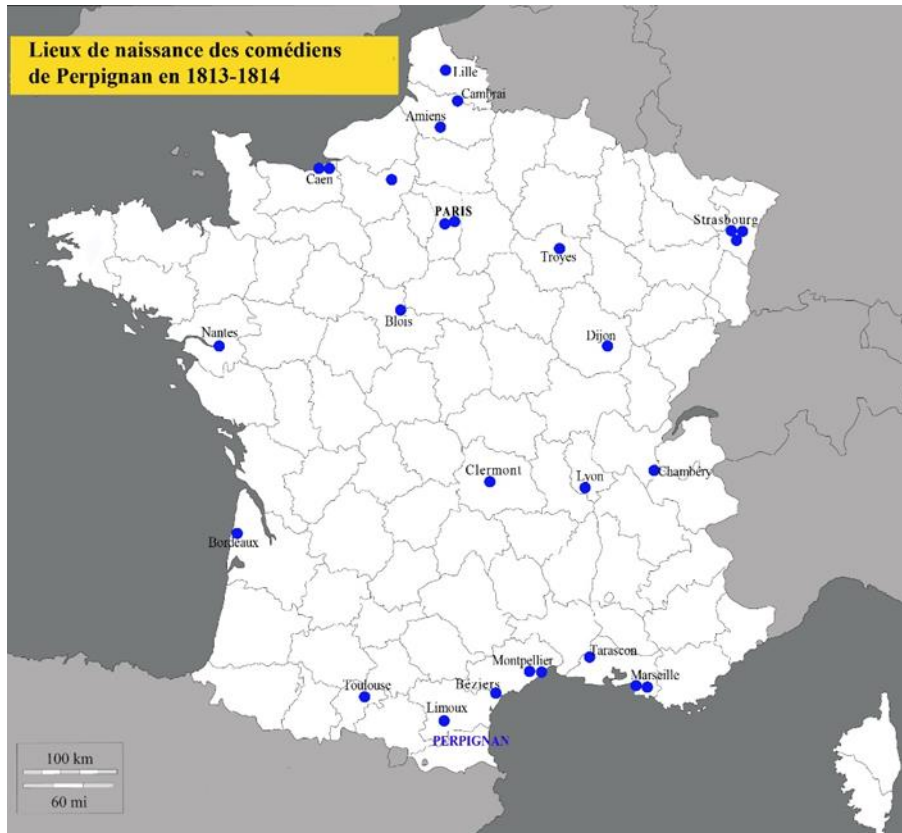 Lieux de naissance des comédiens
de Perpignan en 1813-1814
Lille
Cambrai
Amiens
Caen
PARIS
Strasbourg
Troyes
Blois
Nantes
Dijon
Clermont
Lyon
Chambéry
Bordeaux
Tarascon
Montpellier
Marseille
Toulouse
Béziers
Limoux
PERPIGNAN
100 km
60 mi